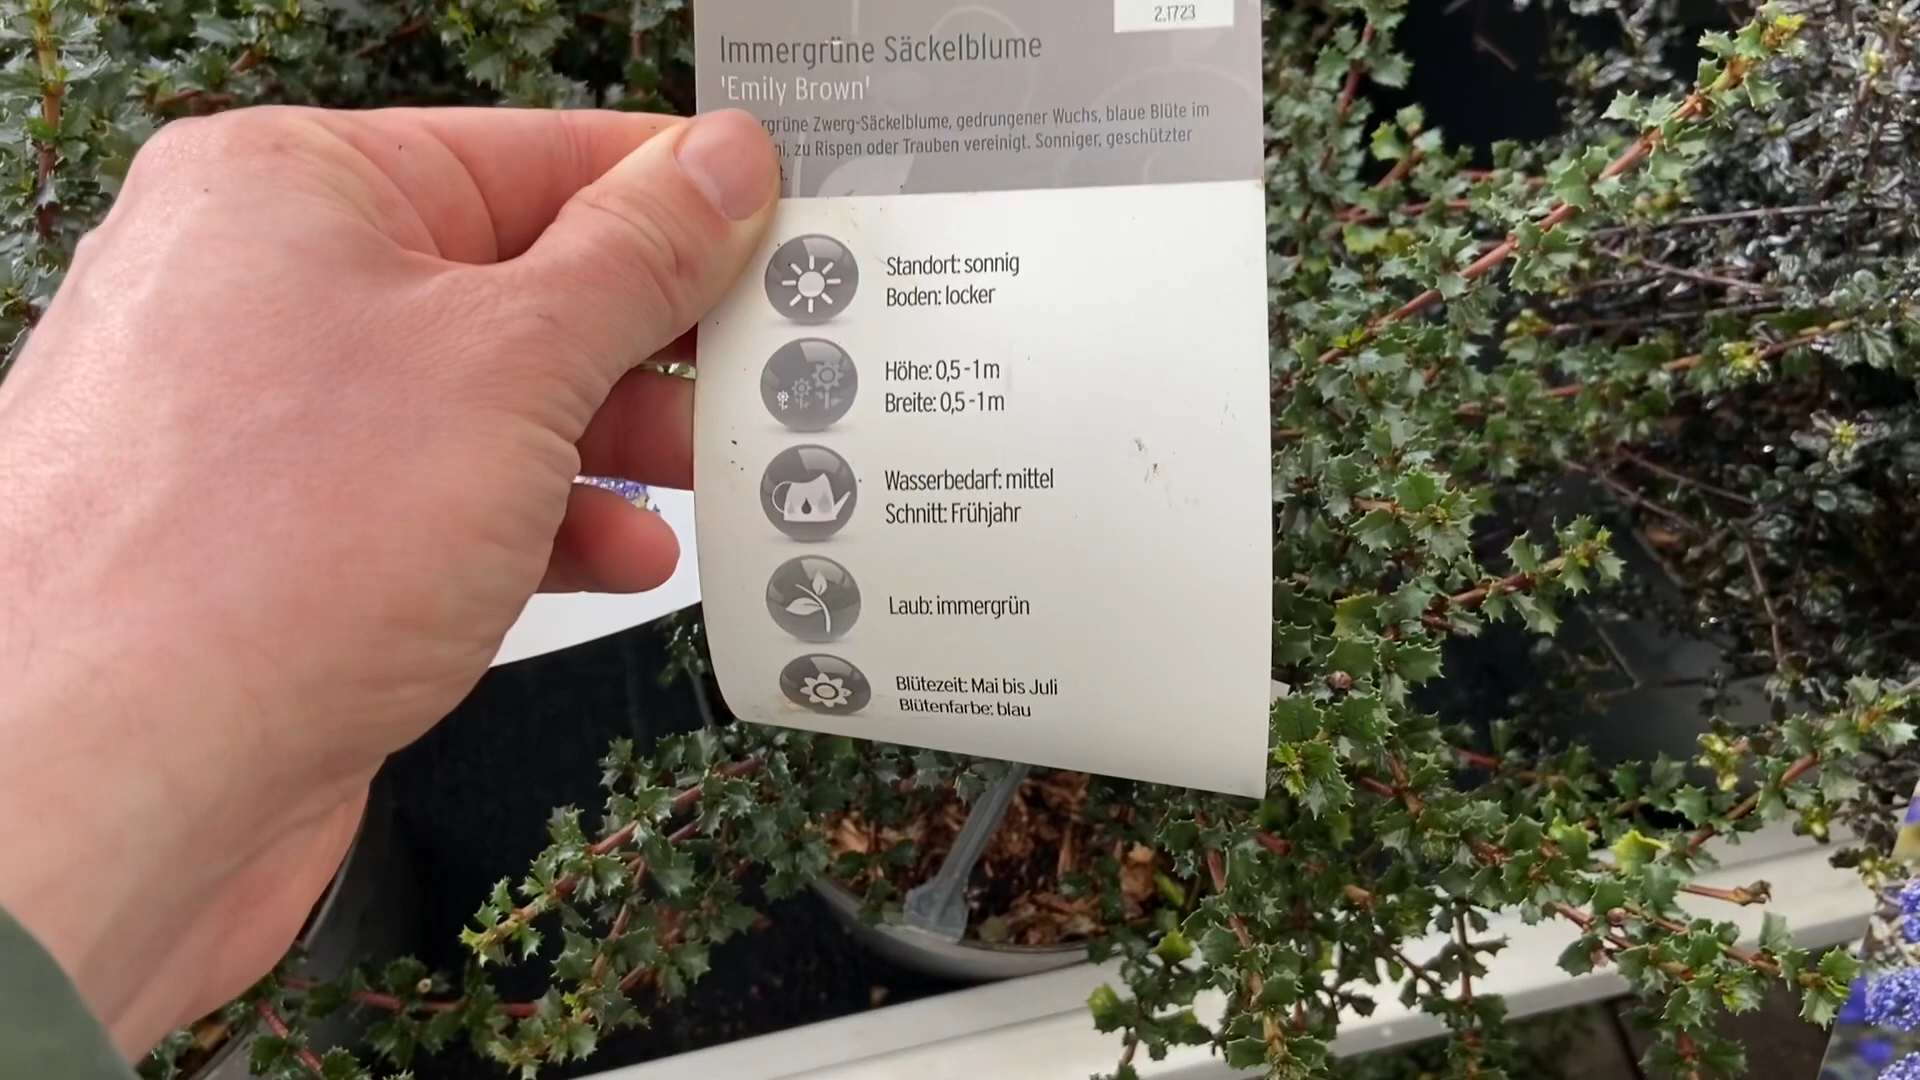 2.1723
Immergrüne Säckelblume
'Emily Brown'
rgrüne Zwerg-Säckelblume, gedrungener Wuchs, blaue Blüte im
ni, zu Rispen oder Trauben vereinigt. Sonniger, geschützter
t.
Standort: sonnig
Boden: locker
Höhe: 0,5 - 1 m
Breite: 0,5 - 1 m
Wasserbedarf: mittel
Schnitt: Frühjahr
Laub: immergrün
Blütezeit: Mai bis Juli
Blütenfarbe: blau